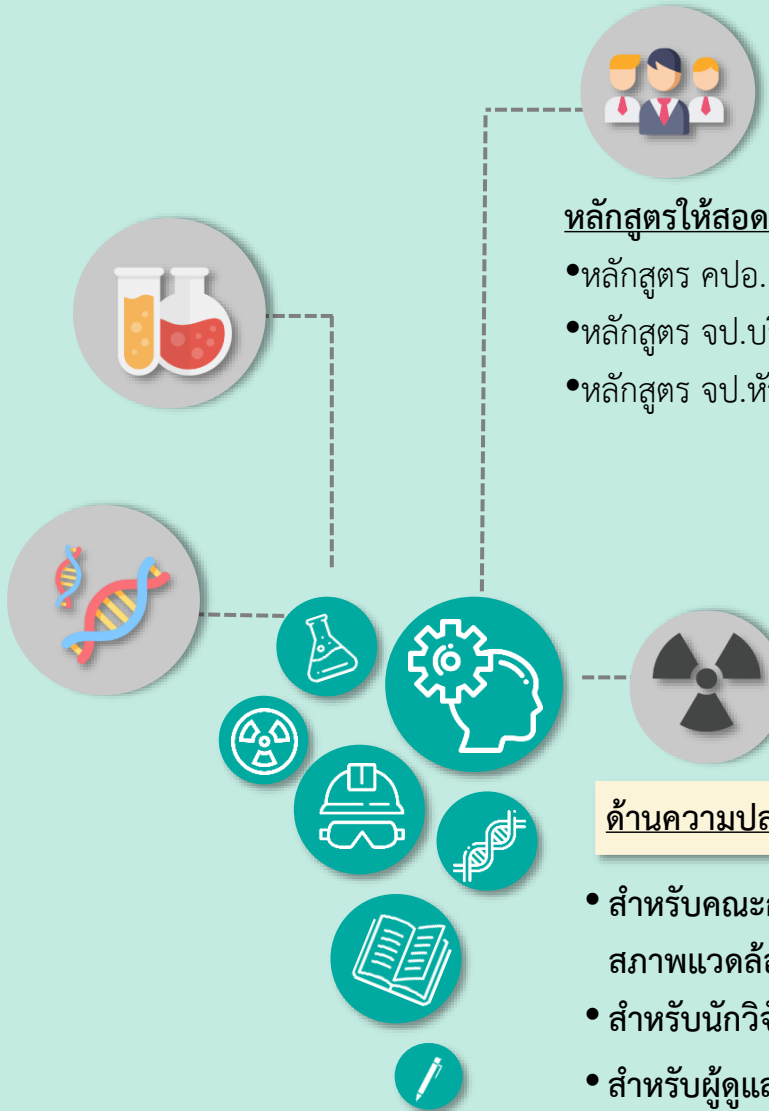 หลักสูตรให้สอด
•หลักสูตร คปอ.
•หลักสูตร จป.บ
•หลักสูตร จป.หั
ด้านความปล
• สำหรับคณะ
สภาพแวดล้
• สำหรับนักวิจั
• สำหรับผู้ดูแล